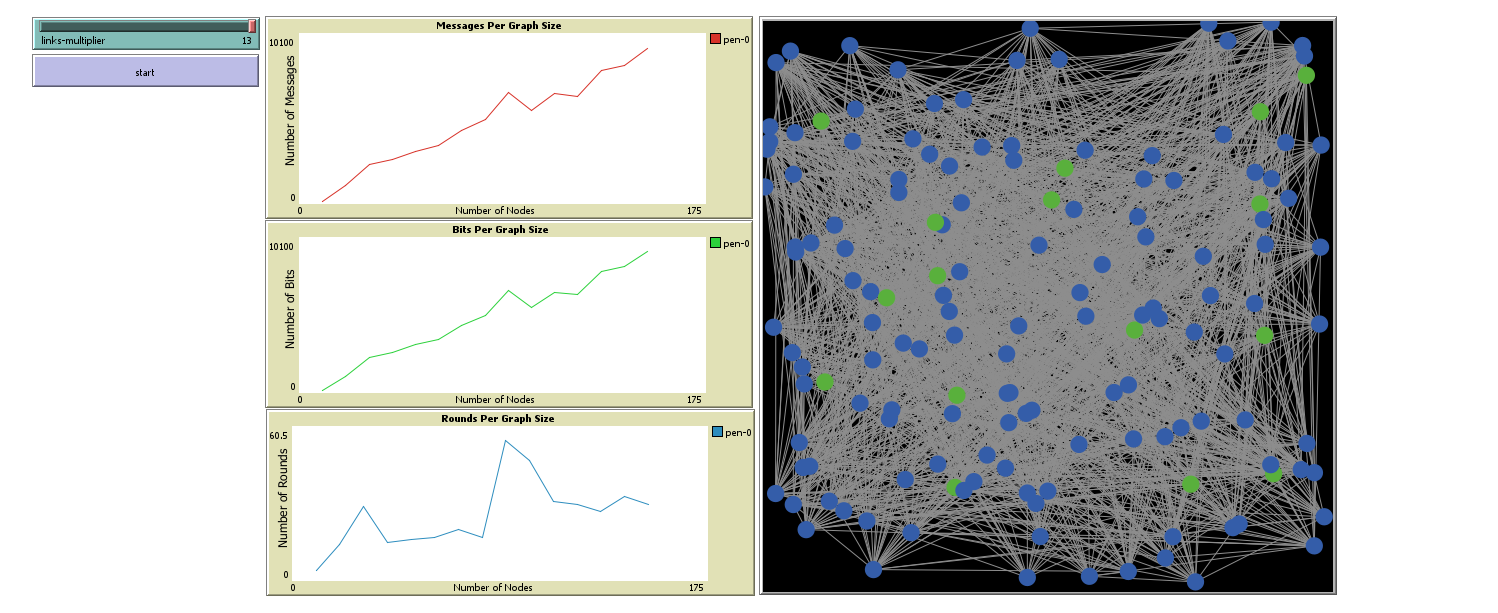 links-multiplier 13
start
Messages Per Graph Size
10100
Number of Messages
0
0 Number of Nodes 175
pen-0
Bits Per Graph Size
10100
Number of Bits
0
0 Number of Nodes 175
pen-0
Rounds Per Graph Size
60.5
Number of Rounds
0
0 Number of Nodes 175
pen-0